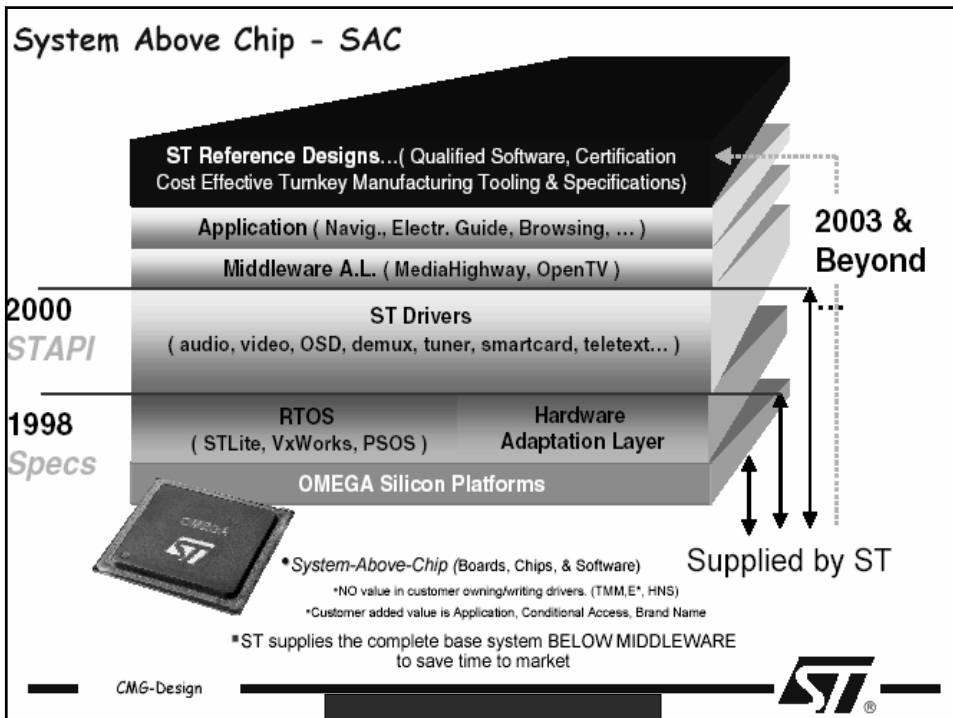 System Above Chip - SAC
ST Reference Designs...( Qualified Software, Certification
Cost Effective Turnkey Manufacturing Tooling & Specifications)
Application ( Navig., Electr. Guide, Browsing, ... )
Middleware A.L. ( MediaHighway, OpenTV )
2003 &
Beyond
...
2000
STAPI
ST Drivers
( audio, video, OSD, demux, tuner, smartcard, teletext... )
1998
Specs
RTOS
( STLite, VxWorks, PSOS )
Hardware
Adaptation Layer
OMEGA Silicon Platforms
OMEGA
ST
Supplied by ST
•System-Above-Chip (Boards, Chips, & Software)
•NO value in customer owning/writing drivers. (TMM,E*, HNS)
•Customer added value is Application, Conditional Access, Brand Name
▪ST supplies the complete base system BELOW MIDDLEWARE
to save time to market
CMG-Design
ST®